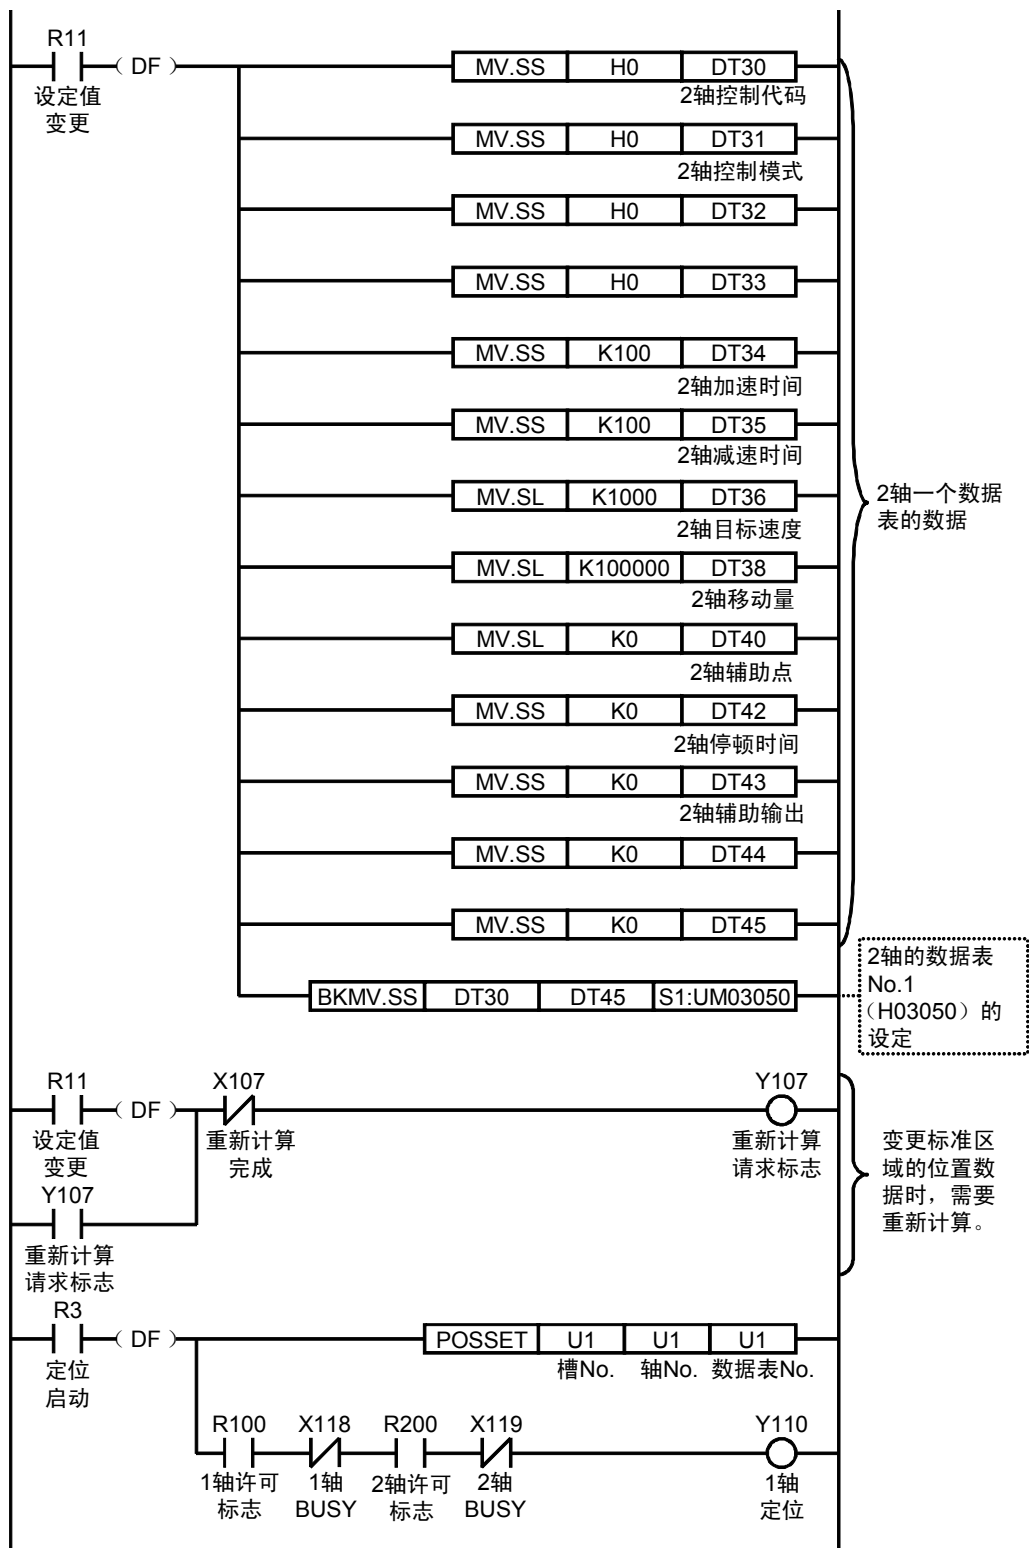 R11
( DF )
设定值
变更
MV.SS H0 DT30
2轴控制代码
MV.SS H0 DT31
2轴控制模式
MV.SS H0 DT32
MV.SS H0 DT33
MV.SS K100 DT34
2轴加速时间
MV.SS K100 DT35
2轴减速时间
MV.SL K1000 DT36
2轴目标速度
MV.SL K100000 DT38
2轴移动量
MV.SL K0 DT40
2轴辅助点
MV.SS K0 DT42
2轴停顿时间
MV.SS K0 DT43
2轴辅助输出
MV.SS K0 DT44
MV.SS K0 DT45
2轴一个数据
表的数据
BKMV.SS DT30 DT45 S1:UM03050
2轴的数据表
No.1
（H03050）的
设定
R11
( DF )
设定值
变更
X107
重新计算
完成
Y107
重新计算
请求标志
Y107
重新计算
请求标志
变更标准区
域的位置数
据时，需要
重新计算。
R3
( DF )
定位
启动
POSSET U1 U1 U1
槽No. 轴No. 数据表No.
R100 X118 R200 X119 Y110
1轴许可
标志
1轴
BUSY
2轴许可
标志
2轴
BUSY
1轴
定位